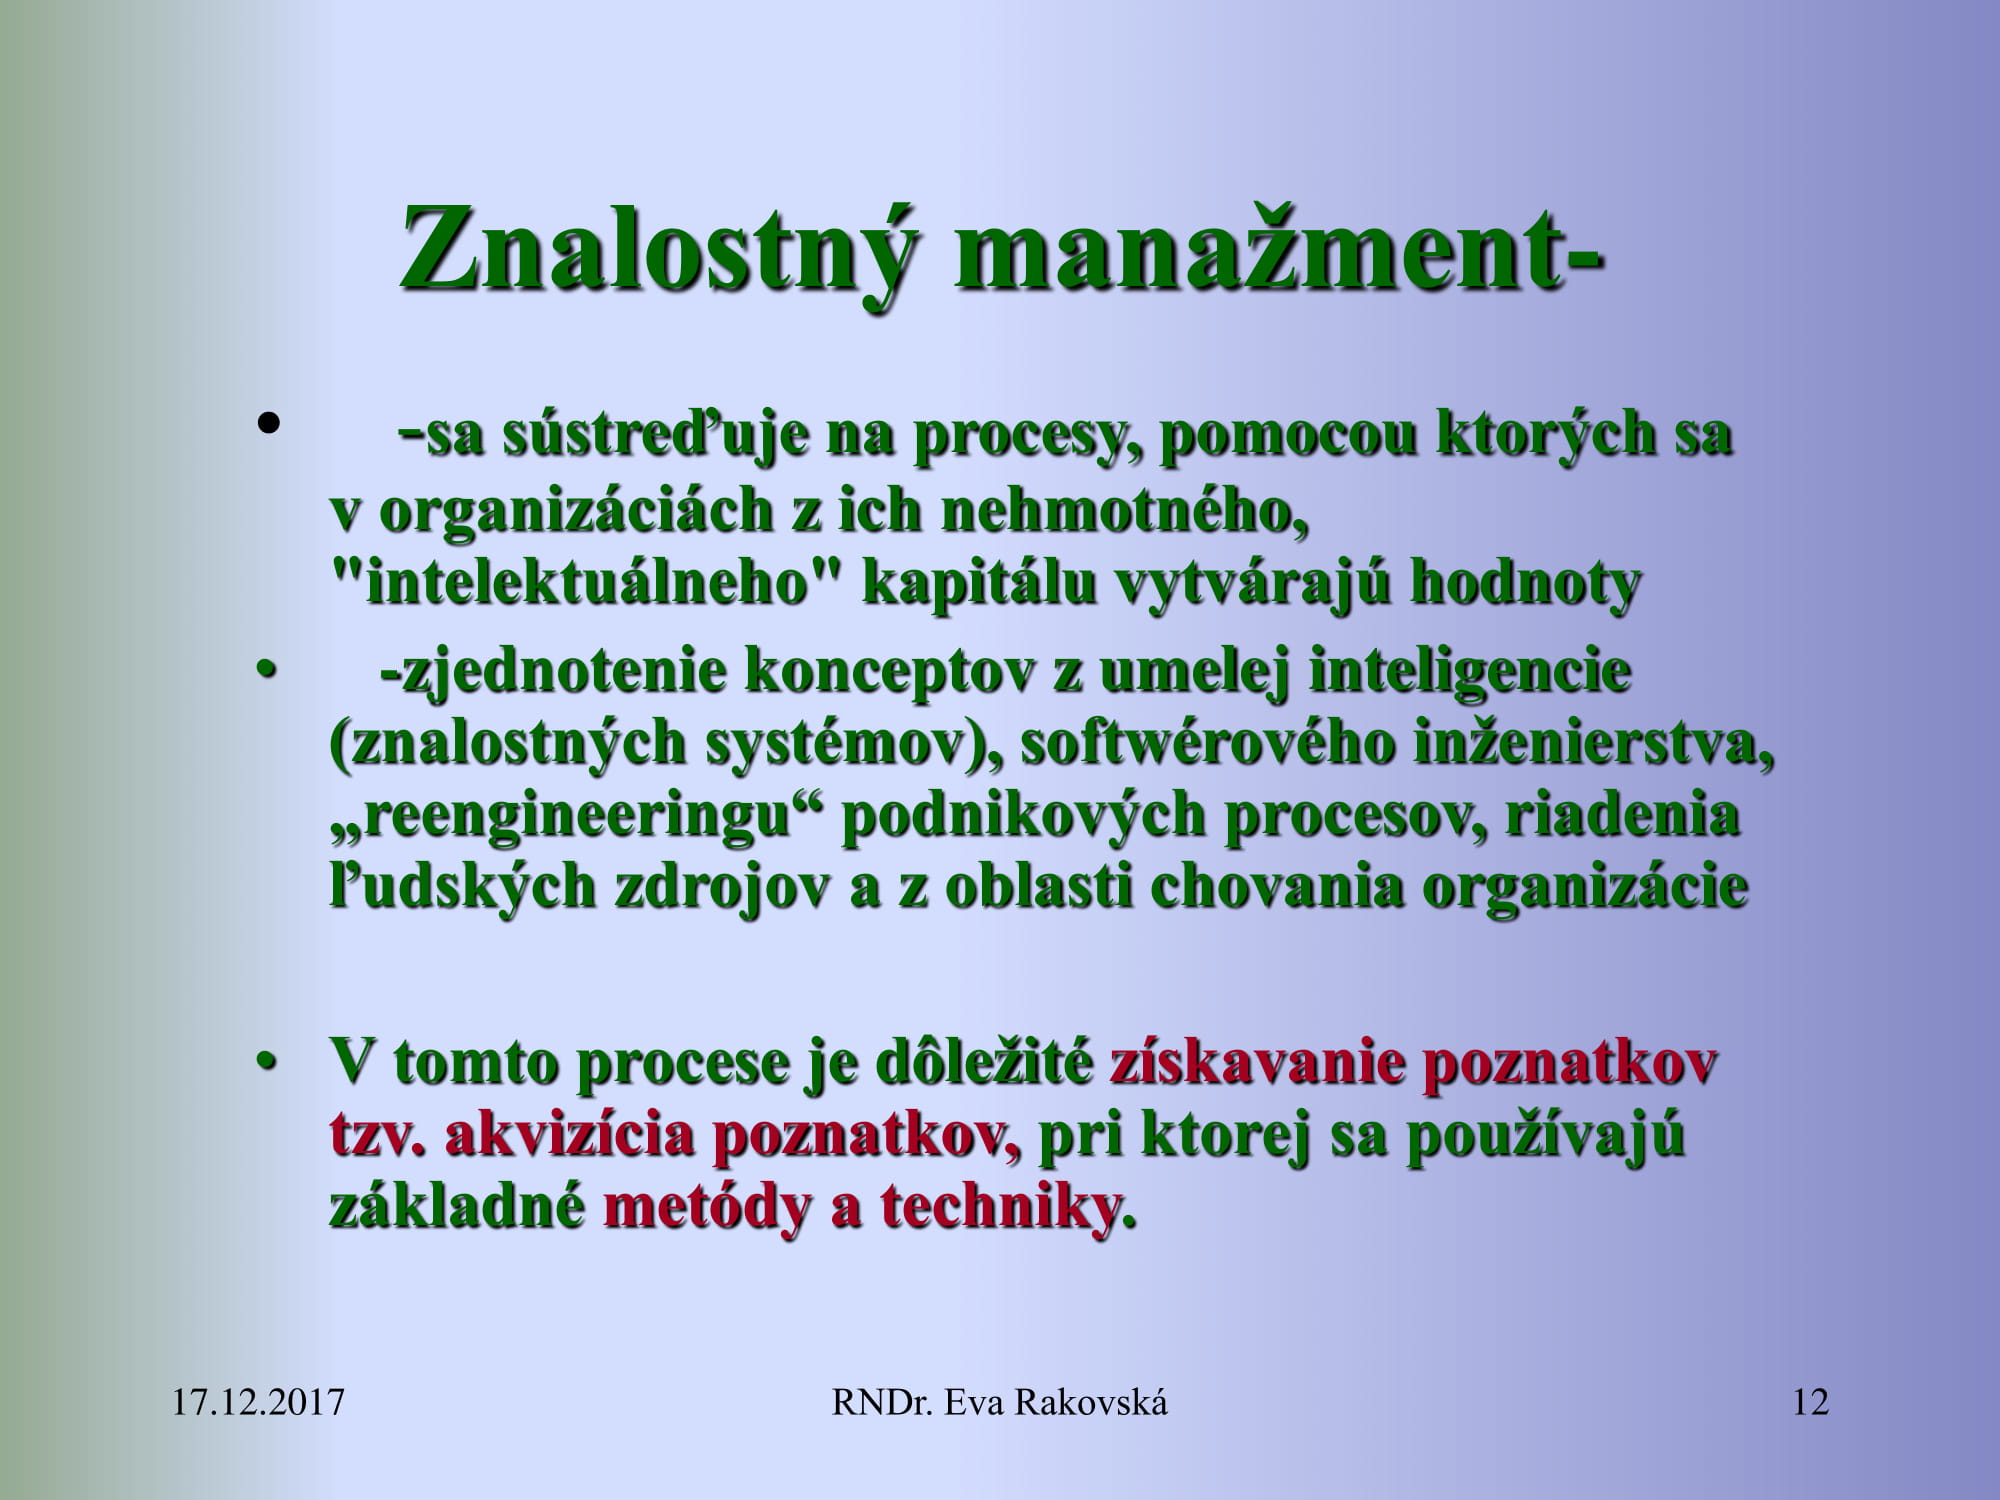 Znalostný manažment-
• -sa sústreďuje na procesy, pomocou ktorých sa
v organizáciách z ich nehmotného,
"intelektuálneho" kapitálu vytvárajú hodnoty
• -zjednotenie konceptov z umelej inteligencie
(znalostných systémov), softwérového inženierstva,
„reengineeringu“ podnikových procesov, riadenia
ľudských zdrojov a z oblasti chovania organizácie
• V tomto procese je dôležité získavanie poznatkov
tzv. akvizícia poznatkov, pri ktorej sa používajú
základné metódy a techniky.
17.12.2017 RNDr. Eva Rakovská 12